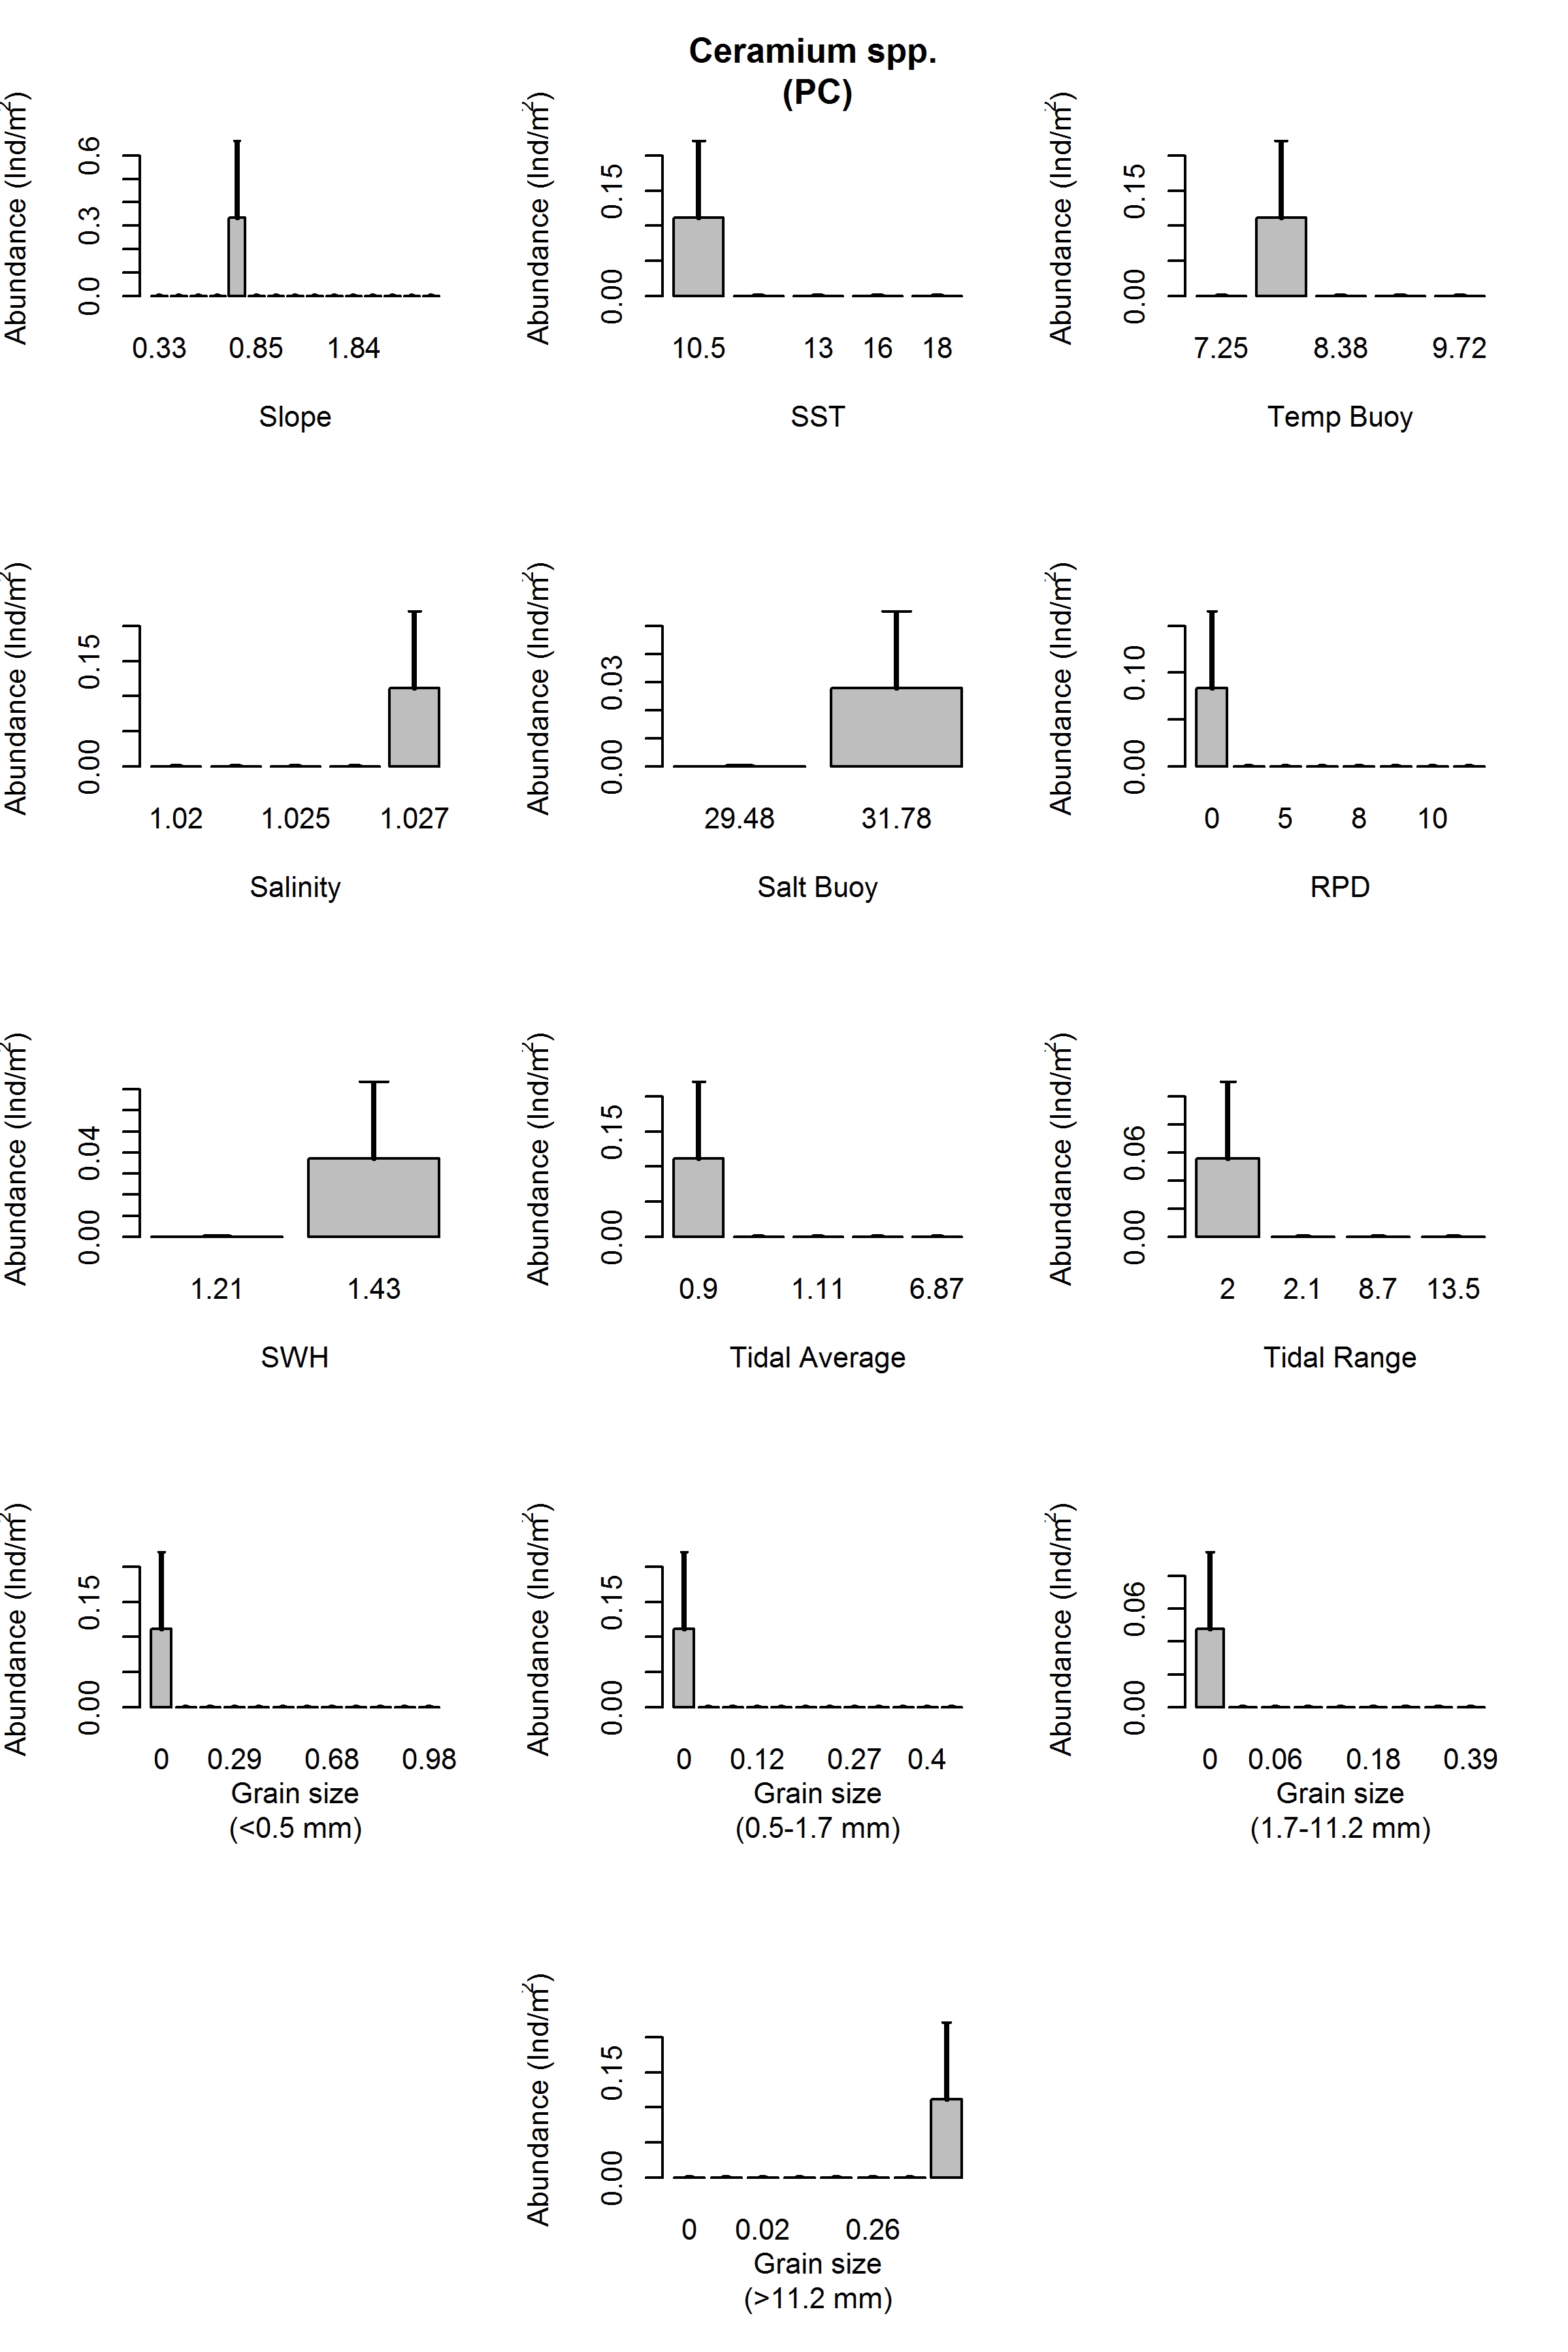 Ceramium spp.
(PC)
Abundance (Ind/m²)
0.0 0.3 0.6
0.33 0.85 1.84
Slope
Abundance (Ind/m²)
0.00 0.15
10.5 13 16 18
SST
Abundance (Ind/m²)
0.00 0.15
7.25 8.38 9.72
Temp Buoy
Abundance (Ind/m²)
0.00 0.15
1.02 1.025 1.027
Salinity
Abundance (Ind/m²)
0.00 0.03
29.48 31.78
Salt Buoy
Abundance (Ind/m²)
0.00 0.10
0 5 8 10
RPD
Abundance (Ind/m²)
0.00 0.04
1.21 1.43
SWH
Abundance (Ind/m²)
0.00 0.15
0.9 1.11 6.87
Tidal Average
Abundance (Ind/m²)
0.00 0.06
2 2.1 8.7 13.5
Tidal Range
Abundance (Ind/m²)
0.00 0.15
0 0.29 0.68 0.98
Grain size
(<0.5 mm)
Abundance (Ind/m²)
0.00 0.15
0 0.12 0.27 0.4
Grain size
(0.5-1.7 mm)
Abundance (Ind/m²)
0.00 0.06
0 0.06 0.18 0.39
Grain size
(1.7-11.2 mm)
Abundance (Ind/m²)
0.00 0.15
0 0.02 0.26
Grain size
(>11.2 mm)